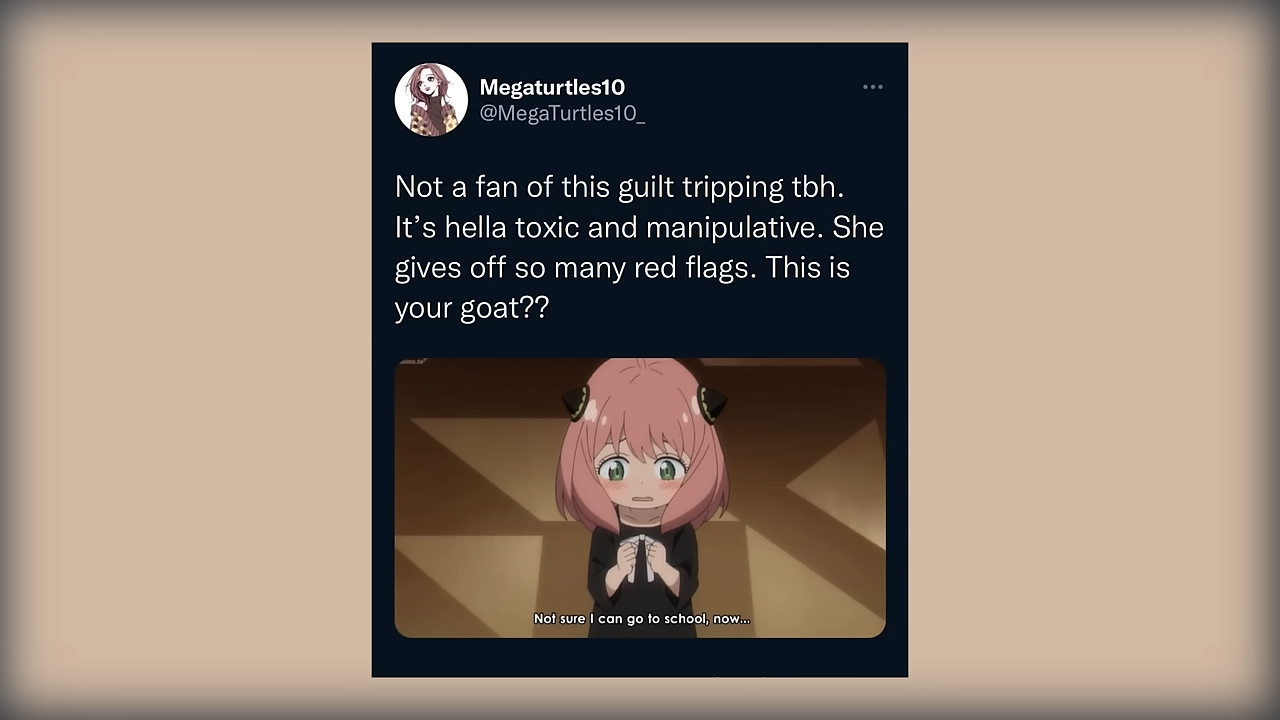 Megaturtles10
@MegaTurtles10_
Not a fan of this guilt tripping tbh.
It’s hella toxic and manipulative. She
gives off so many red flags. This is
your goat??
Not sure I can go to school, now...